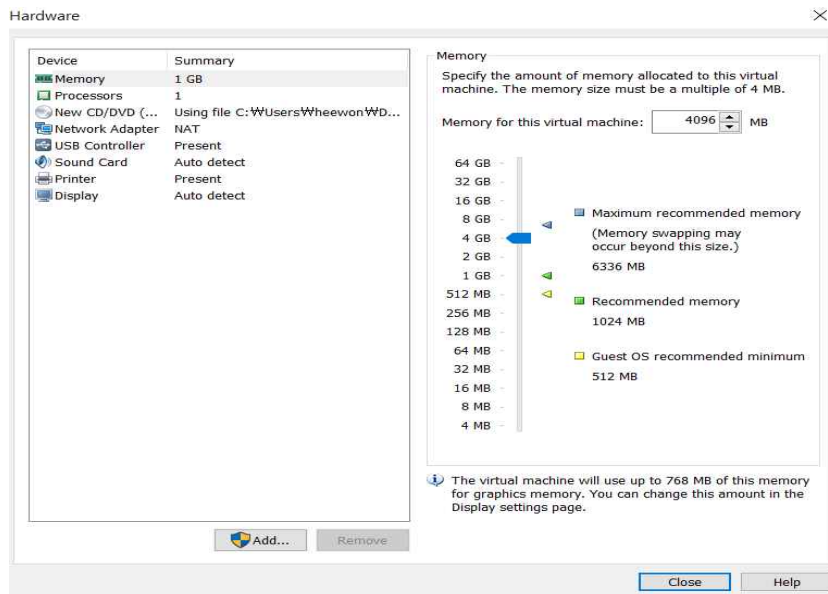 Hardware
Device Summary
Memory 1 GB
Processors 1
New CD/DVD (... Using file C:₩Users₩heewon₩D...
Network Adapter NAT
USB Controller Present
Sound Card Auto detect
Printer Present
Display Auto detect
Add...
Remove
Memory
Specify the amount of memory allocated to this virtual
machine. The memory size must be a multiple of 4 MB.
Memory for this virtual machine: 4096 MB
64 GB
32 GB
16 GB
8 GB
4 GB
2 GB
1 GB
512 MB
256 MB
128 MB
64 MB
32 MB
16 MB
8 MB
4 MB
Maximum recommended memory
(Memory swapping may
occur beyond this size.)
6336 MB
Recommended memory
1024 MB
Guest OS recommended minimum
512 MB
The virtual machine will use up to 768 MB of this memory
for graphics memory. You can change this amount in the
Display settings page.
Close
Help